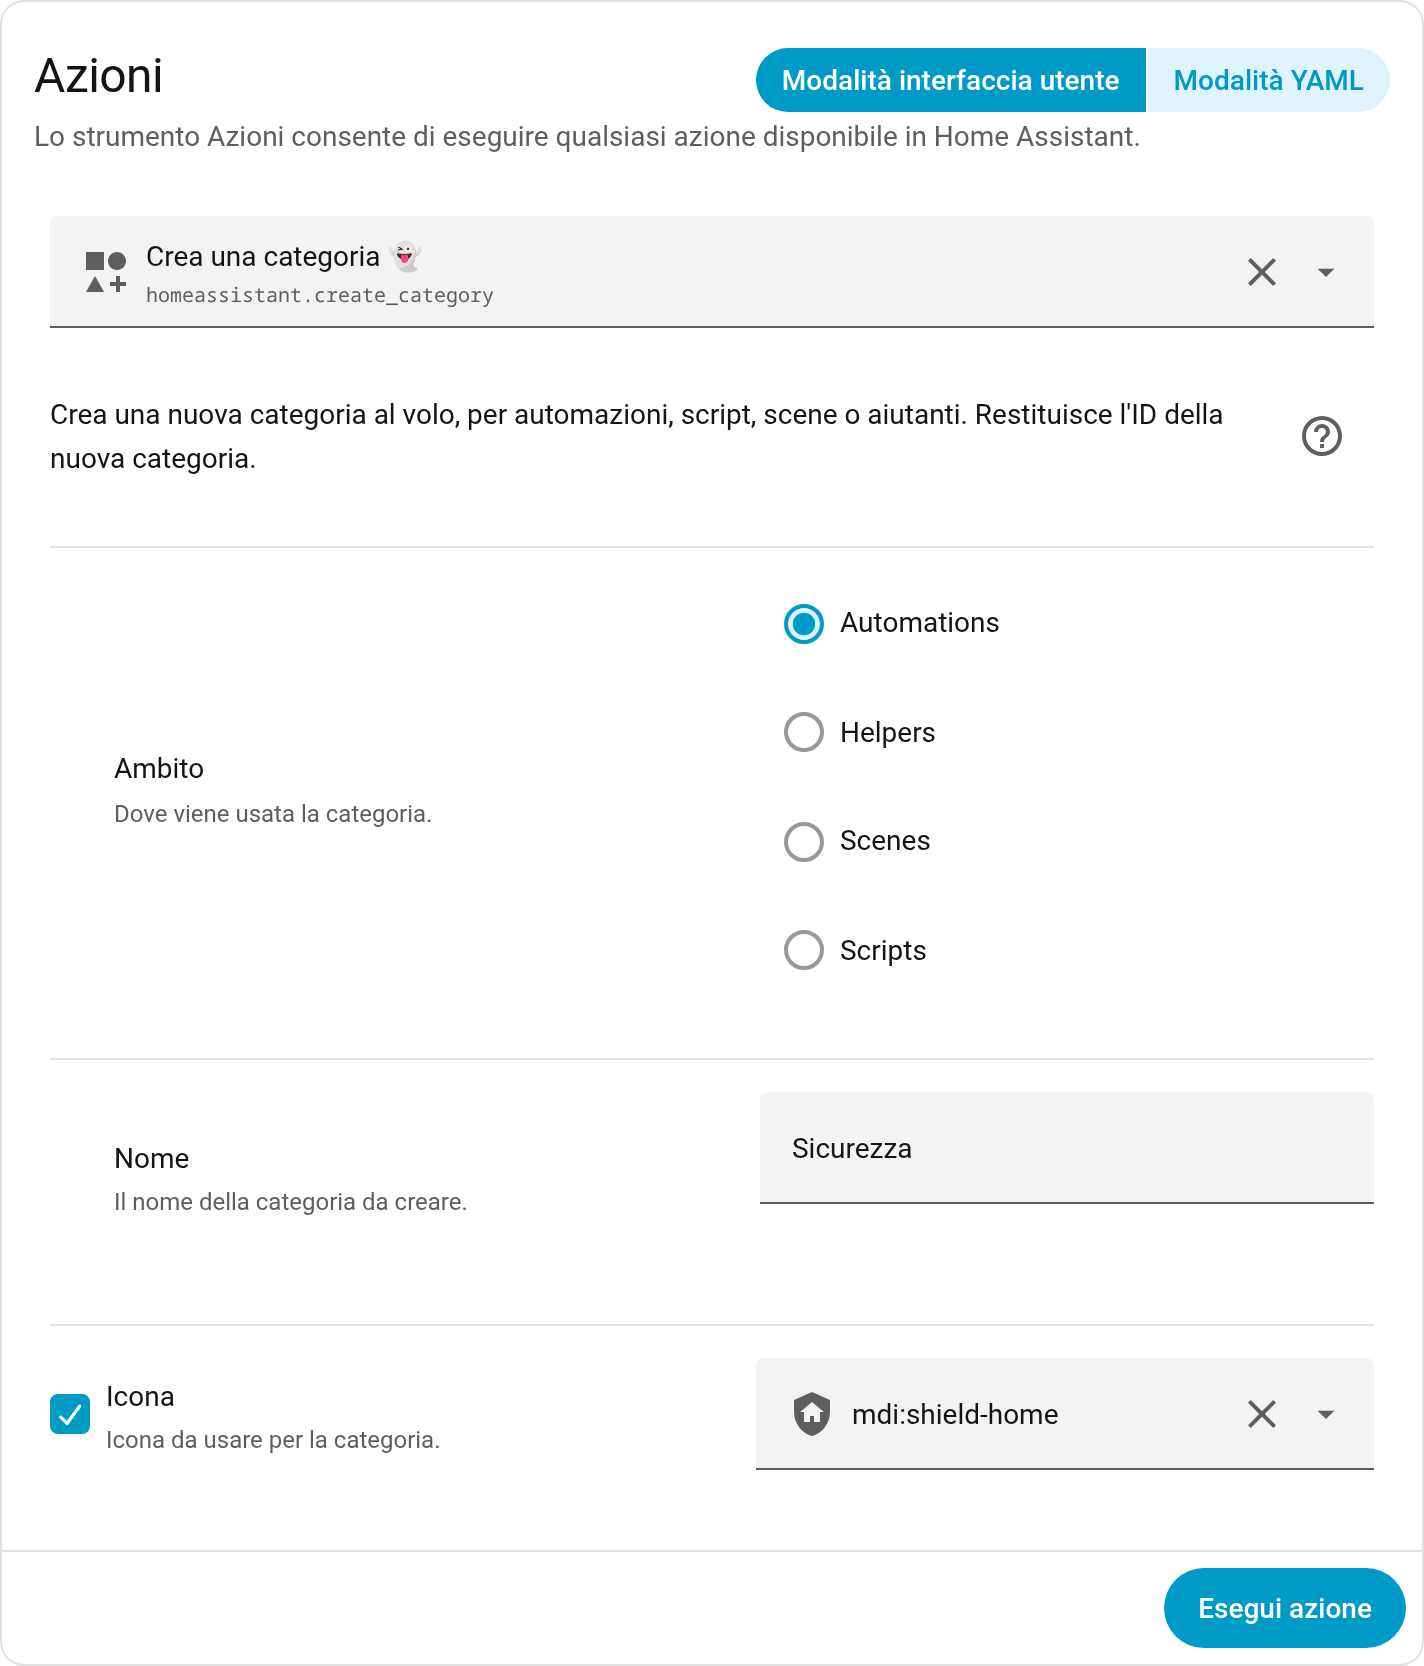 Azioni
Modalità interfaccia utente
Modalità YAML
Lo strumento Azioni consente di eseguire qualsiasi azione disponibile in Home Assistant.
Crea una categoria 👻
homeassistant.create_category
Crea una nuova categoria al volo, per automazioni, script, scene o aiutanti. Restituisce l'ID della
nuova categoria.
Ambito
Dove viene usata la categoria.
Automations
Helpers
Scenes
Scripts
Nome
Il nome della categoria da creare.
Sicurezza
Icona
Icona da usare per la categoria.
mdi:shield-home
Esegui azione